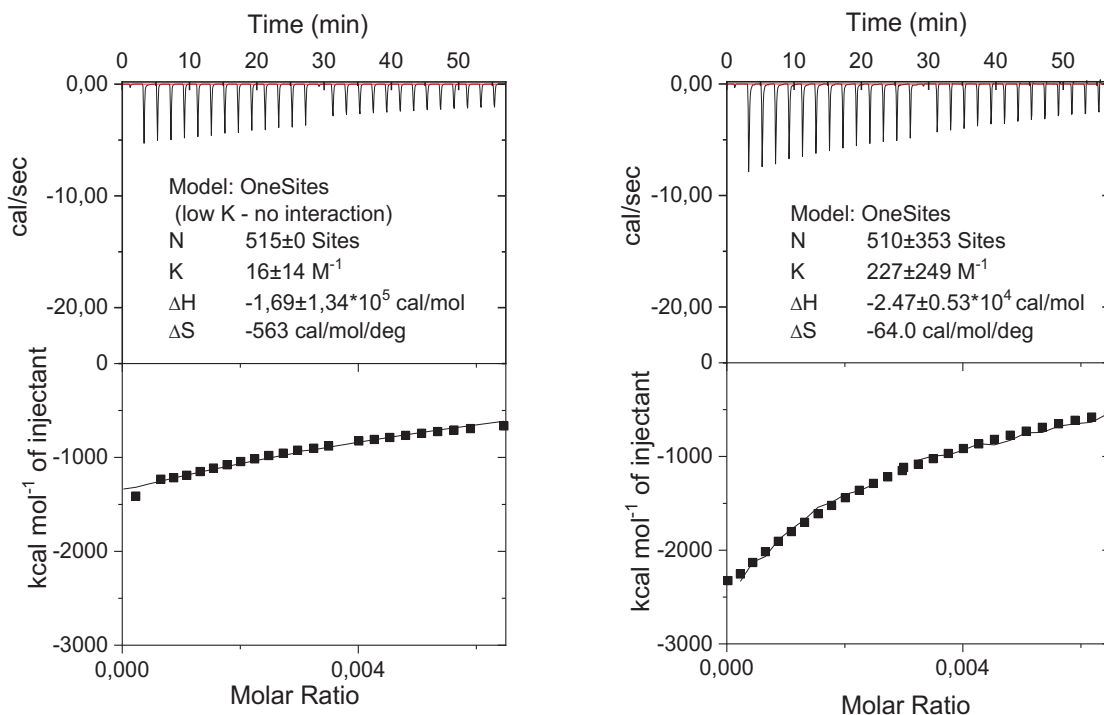 Time (min)
0 10 20 30 40 50
0,00
-10,00
-20,00
0
cal/sec
Model: OneSites
(low K - no interaction)
N 515±0 Sites
K 16±14 M⁻¹
ΔH -1,69±1,34*10⁵ cal/mol
ΔS -563 cal/mol/deg
-1000
-2000
-3000
kcal mol⁻¹ of injectant
0,000 0,004
Molar Ratio
Time (min)
0 10 20 30 40 50
0,00
-10,00
-20,00
0
cal/sec
Model: OneSites
N 510±353 Sites
K 227±249 M⁻¹
ΔH -2.47±0.53*10⁴ cal/mol
ΔS -64.0 cal/mol/deg
-1000
-2000
-3000
kcal mol⁻¹ of injectant
0,000 0,004
Molar Ratio